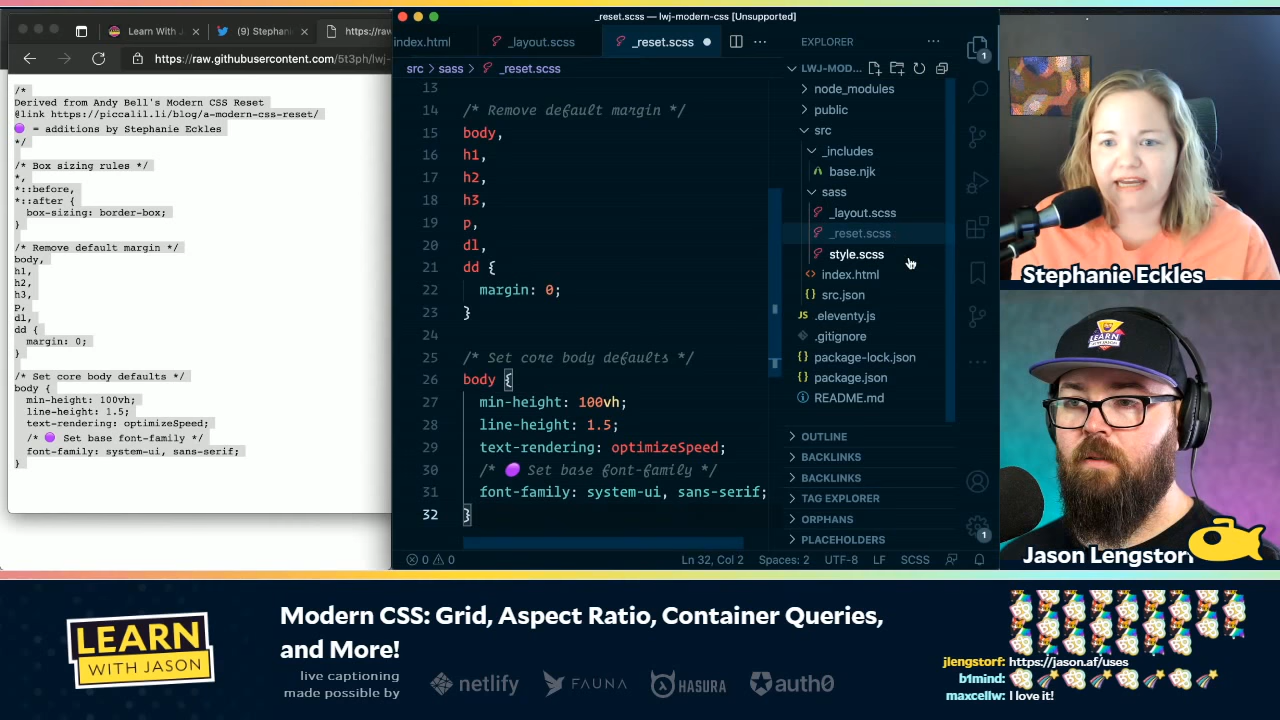 Learn With J
(9) Stephani
https://raw
https://raw.githubusercontent.com/5t3ph/lwj-
/*
Derived from Andy Bell's Modern CSS Reset
@link https://piccalil.li/blog/a-modern-css-reset/
🟣 = additions by Stephanie Eckles
*/
/* Box sizing rules */
*,
*::before,
*::after {
box-sizing: border-box;
}
/* Remove default margin */
body,
h1,
h2,
h3,
p,
dl,
dd {
margin: 0;
}
/* Set core body defaults */
body {
min-height: 100vh;
line-height: 1.5;
text-rendering: optimizeSpeed;
/* 🟣 Set base font-family */
font-family: system-ui, sans-serif;
}
_reset.scss — lwj-modern-css [Unsupported]
index.html
_layout.scss
_reset.scss
src > sass > _reset.scss
13
14 /* Remove default margin */
15 body,
16 h1,
17 h2,
18 h3,
19 p,
20 dl,
21 dd {
22 margin: 0;
23 }
24
25 /* Set core body defaults */
26 body {
27 min-height: 100vh;
28 line-height: 1.5;
29 text-rendering: optimizeSpeed;
30 /* 🟣 Set base font-family */
31 font-family: system-ui, sans-serif;
32 }
EXPLORER
LWJ-MOD...
node_modules
public
src
_includes
base.njk
sass
_layout.scss
_reset.scss
style.scss
index.html
src.json
JS .eleventy.js
.gitignore
package-lock.json
package.json
README.md
OUTLINE
BACKLINKS
BACKLINKS
TAG EXPLORER
ORPHANS
PLACEHOLDERS
1
1
0 0
Ln 32, Col 2
Spaces: 2
UTF-8
LF
SCSS
Stephanie Eckles
Jason Lengstorf
LEARN
WITH JASON
Modern CSS: Grid, Aspect Ratio, Container Queries,
and More!
live captioning
made possible by
netlify
FAUNA
HASURA
auth0
jlengstorf: https://jason.af/uses
b1mind:
maxcellw: I love it!